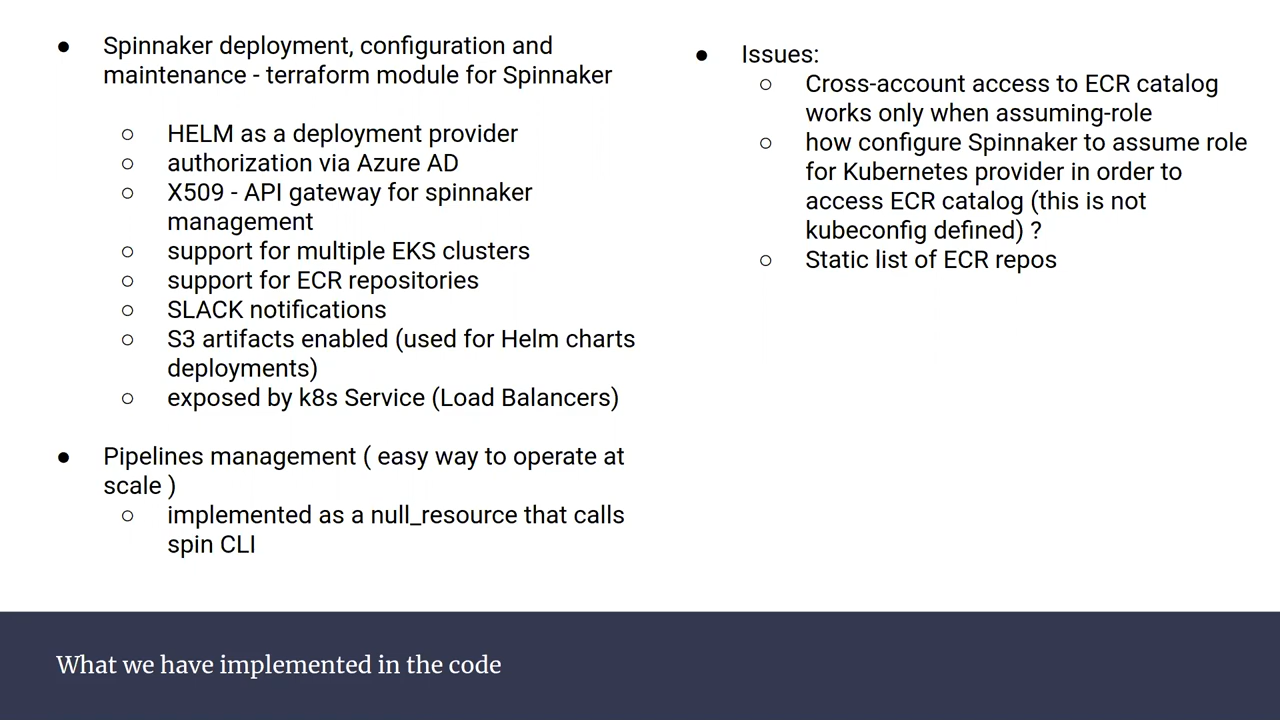 ● Spinnaker deployment, configuration and
maintenance - terraform module for Spinnaker
○ HELM as a deployment provider
○ authorization via Azure AD
○ X509 - API gateway for spinnaker
management
○ support for multiple EKS clusters
○ support for ECR repositories
○ SLACK notifications
○ S3 artifacts enabled (used for Helm charts
deployments)
○ exposed by k8s Service (Load Balancers)
● Pipelines management ( easy way to operate at
scale )
○ implemented as a null_resource that calls
spin CLI
● Issues:
○ Cross-account access to ECR catalog
works only when assuming-role
○ how configure Spinnaker to assume role
for Kubernetes provider in order to
access ECR catalog (this is not
kubeconfig defined) ?
○ Static list of ECR repos
What we have implemented in the code